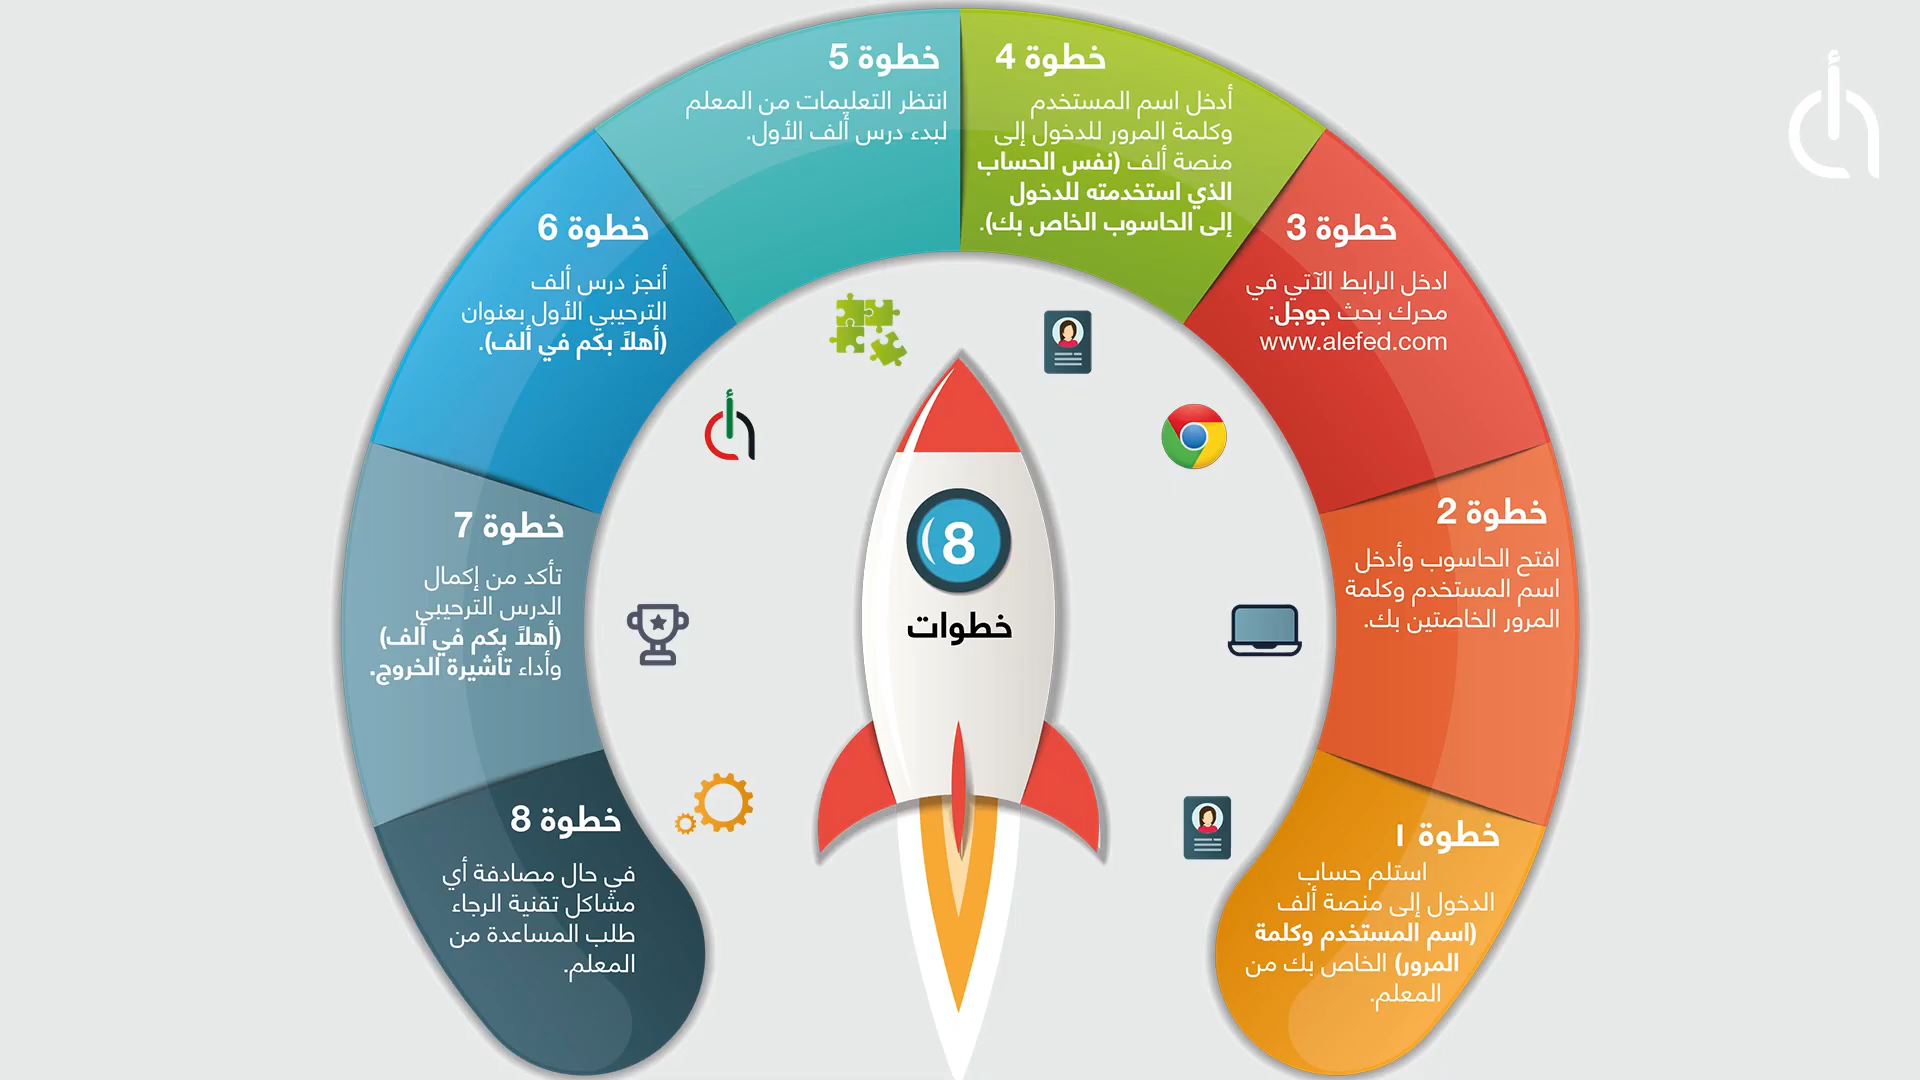 8
خطوات
خطوة 1
استلم حساب
الدخول إلى منصة ألف
(اسم المستخدم وكلمة
المرور) الخاص بك من
المعلم.
خطوة 2
افتح الحاسوب وأدخل
اسم المستخدم وكلمة
المرور الخاصتين بك.
خطوة 3
ادخل الرابط الآتي في
محرك بحث جوجل:
www.alefed.com
خطوة 4
أدخل اسم المستخدم
وكلمة المرور للدخول إلى
منصة ألف (نفس الحساب
الذي استخدمته للدخول
إلى الحاسوب الخاص بك).
خطوة 5
انتظر التعليمات من المعلم
لبدء درس ألف الأول.
خطوة 6
أنجز درس ألف
الترحيبي الأول بعنوان
(أهلاً بكم في ألف).
خطوة 7
تأكد من إكمال
الدرس الترحيبي
(أهلاً بكم في ألف)
وأداء تأشيرة الخروج.
خطوة 8
في حال مصادفة أي
مشاكل تقنية الرجاء
طلب المساعدة من
المعلم.